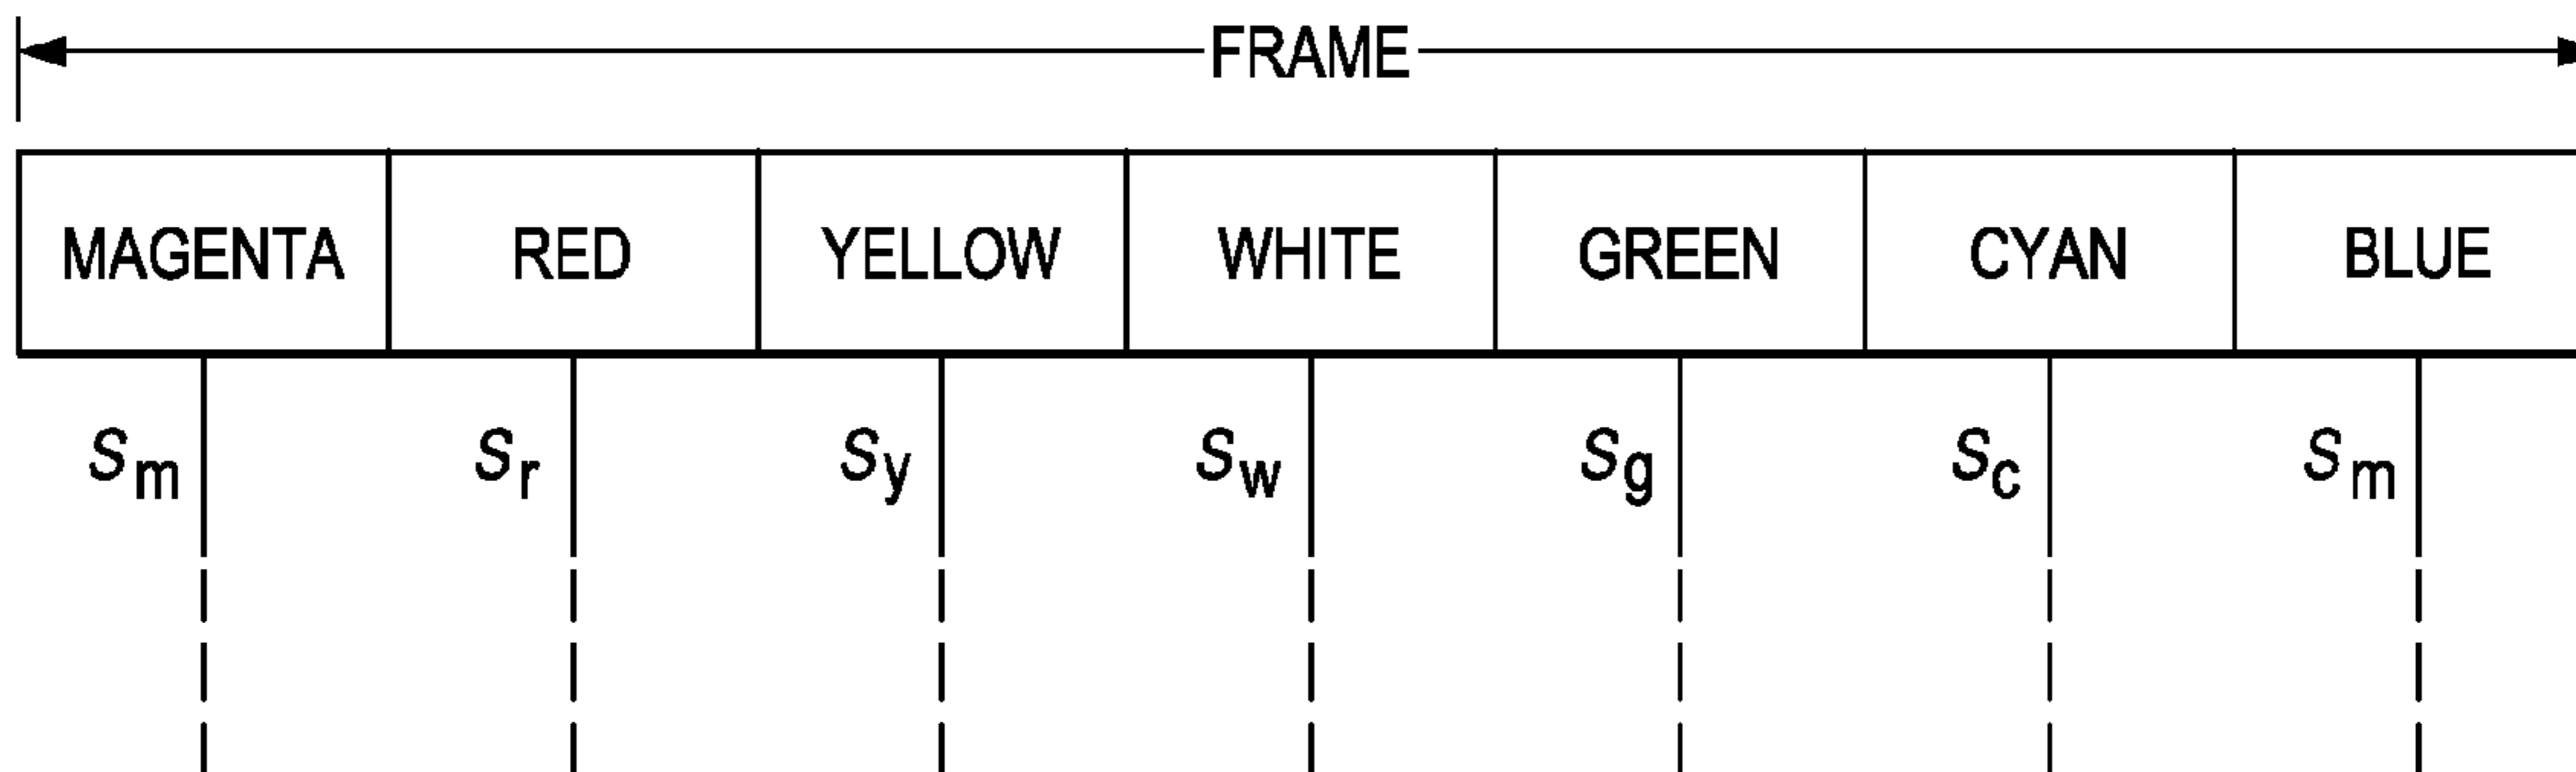 FRAME
MAGENTA RED YELLOW WHITE GREEN CYAN BLUE
Sm Sr Sy Sw Sg Sc Sm